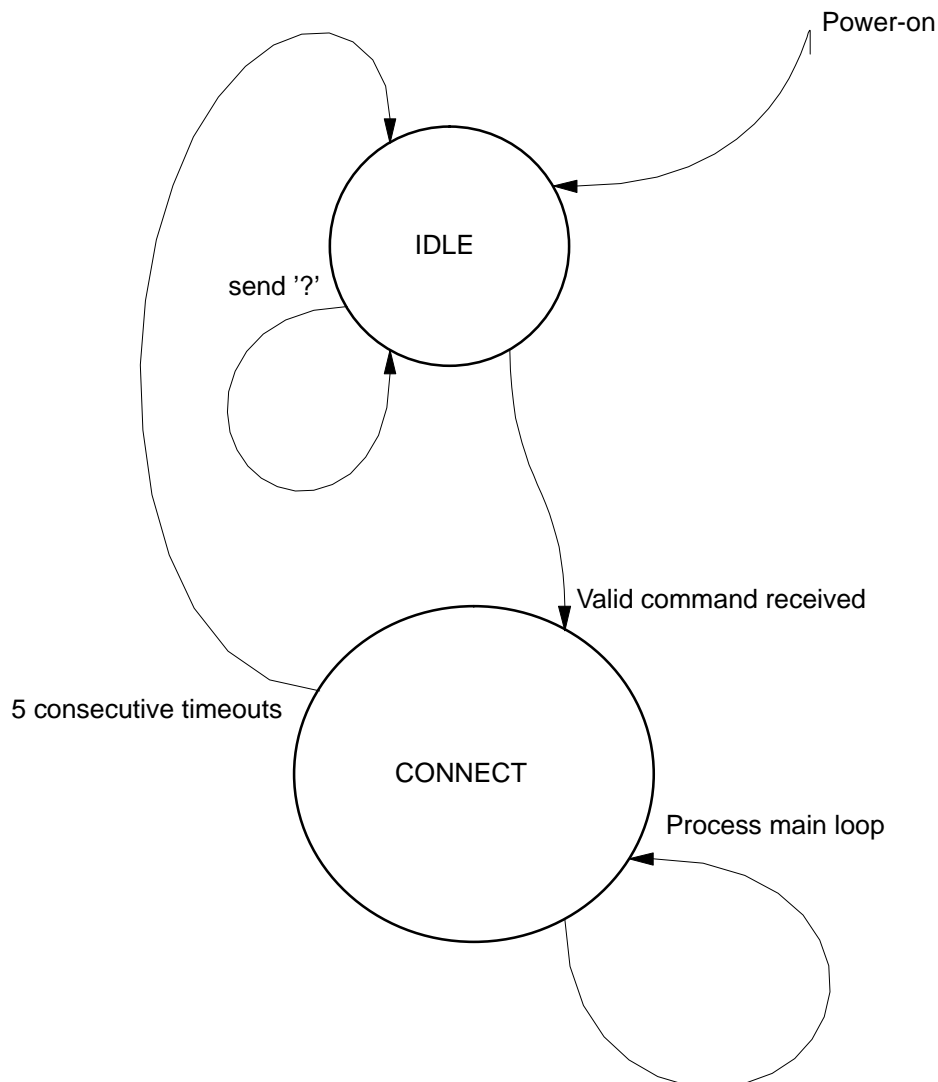 Power-on
IDLE
send ’?’
Valid command received
5 consecutive timeouts
CONNECT
Process main loop